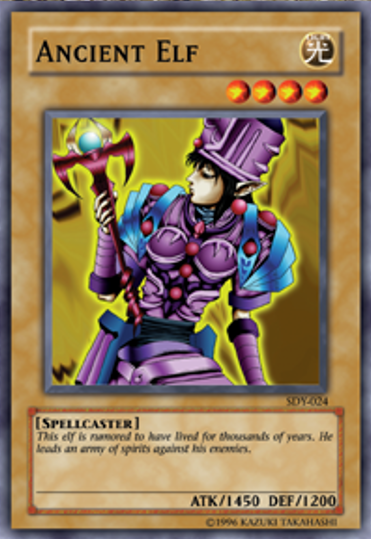 Ancient Elf
光
SDY-024
[Spellcaster]
This elf is rumored to have lived for thousands of years. He
leads an army of spirits against his enemies.
ATK/1450 DEF/1200
©1996 KAZUKI TAKAHASHI